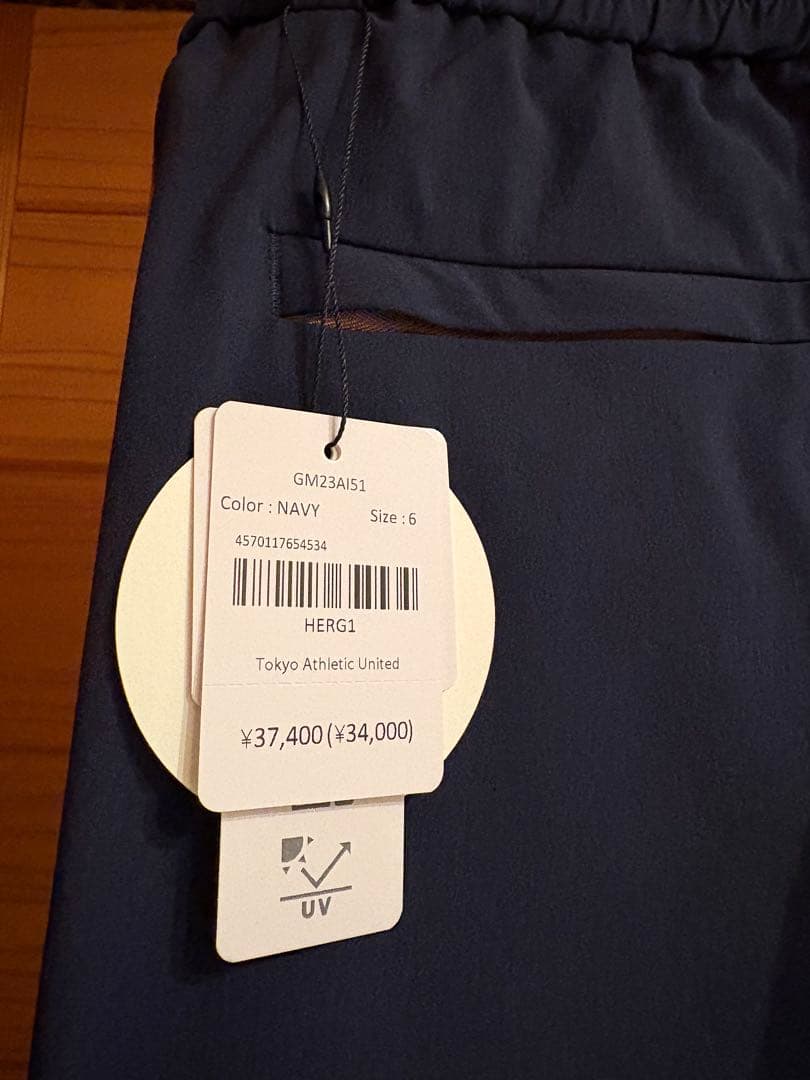 GM23AI51
Color : NAVY Size : 6
4570117654534
HERG1
Tokyo Athletic United
¥37,400(¥34,000)
UV